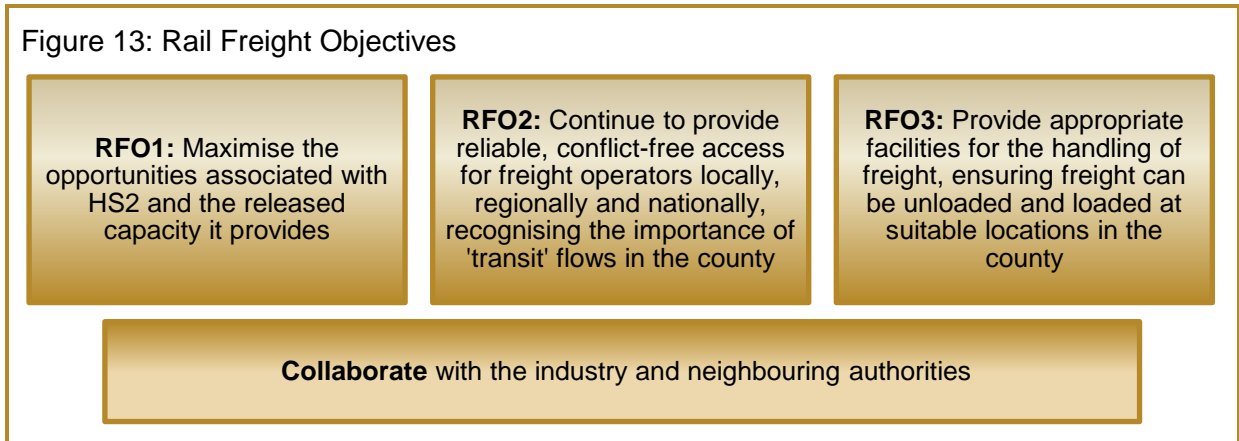 Figure 13: Rail Freight Objectives
RFO1: Maximise the
opportunities associated with
HS2 and the released
capacity it provides
RFO2: Continue to provide
reliable, conflict-free access
for freight operators locally,
regionally and nationally,
recognising the importance of
'transit' flows in the county
RFO3: Provide appropriate
facilities for the handling of
freight, ensuring freight can
be unloaded and loaded at
suitable locations in the
county
Collaborate with the industry and neighbouring authorities